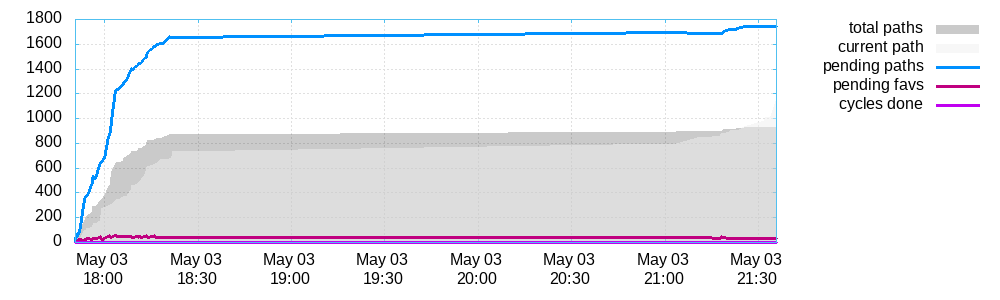 1800
1600
1400
1200
1000
800
600
400
200
0
May 03 May 03 May 03 May 03 May 03 May 03 May 03 May 03
18:00 18:30 19:00 19:30 20:00 20:30 21:00 21:30
total paths
current path
pending paths
pending favs
cycles done